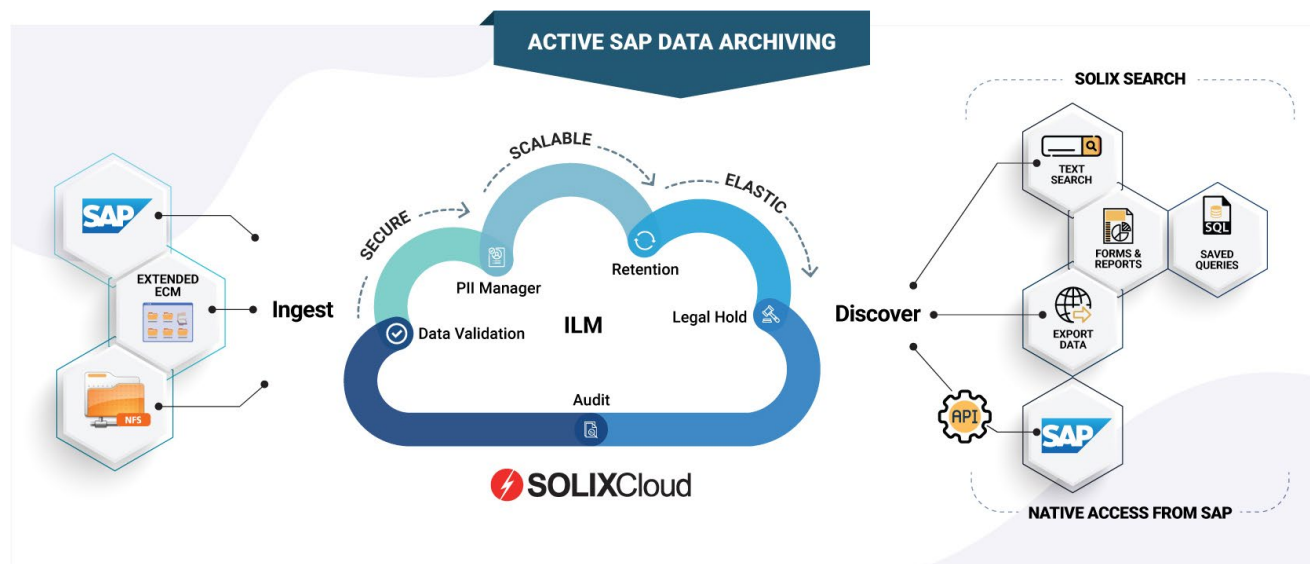 ACTIVE SAP DATA ARCHIVING
SAP
EXTENDED
ECM
NFS
Ingest
SECURE
SCALABLE
ELASTIC
PII Manager
Retention
Data Validation
ILM
Legal Hold
Audit
SOLIXCloud
Discover
SOLIX SEARCH
TEXT
SEARCH
FORMS &
REPORTS
SQL
SAVED
QUERIES
EXPORT
DATA
API
SAP
NATIVE ACCESS FROM SAP